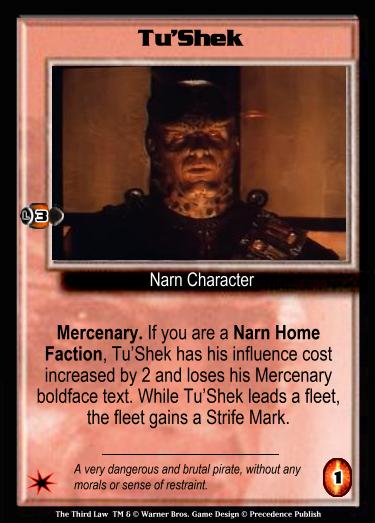 Tu'Shek
L 3
Narn Character
Mercenary. If you are a Narn Home
Faction, Tu'Shek has his influence cost
increased by 2 and loses his Mercenary
boldface text. While Tu'Shek leads a fleet,
the fleet gains a Strife Mark.
A very dangerous and brutal pirate, without any
morals or sense of restraint.
1
The Third Law TM & © Warner Bros. Game Design © Precedence Publish